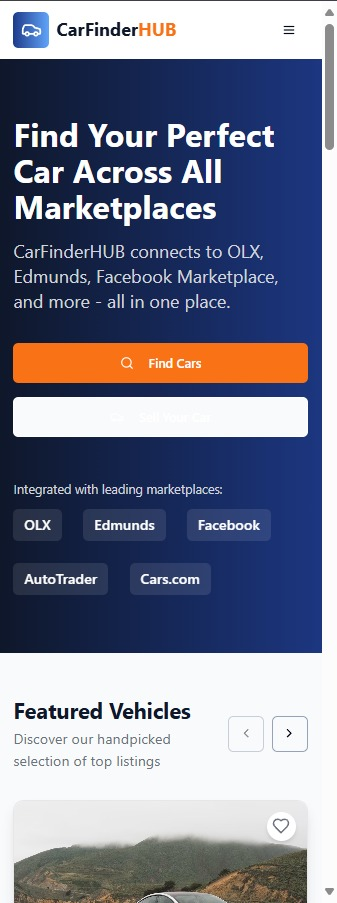 CarFinderHUB
Find Your Perfect
Car Across All
Marketplaces
CarFinderHUB connects to OLX,
Edmunds, Facebook Marketplace,
and more - all in one place.
Find Cars
Sell Your Car
Integrated with leading marketplaces:
OLX
Edmunds
Facebook
AutoTrader
Cars.com
Featured Vehicles
Discover our handpicked
selection of top listings